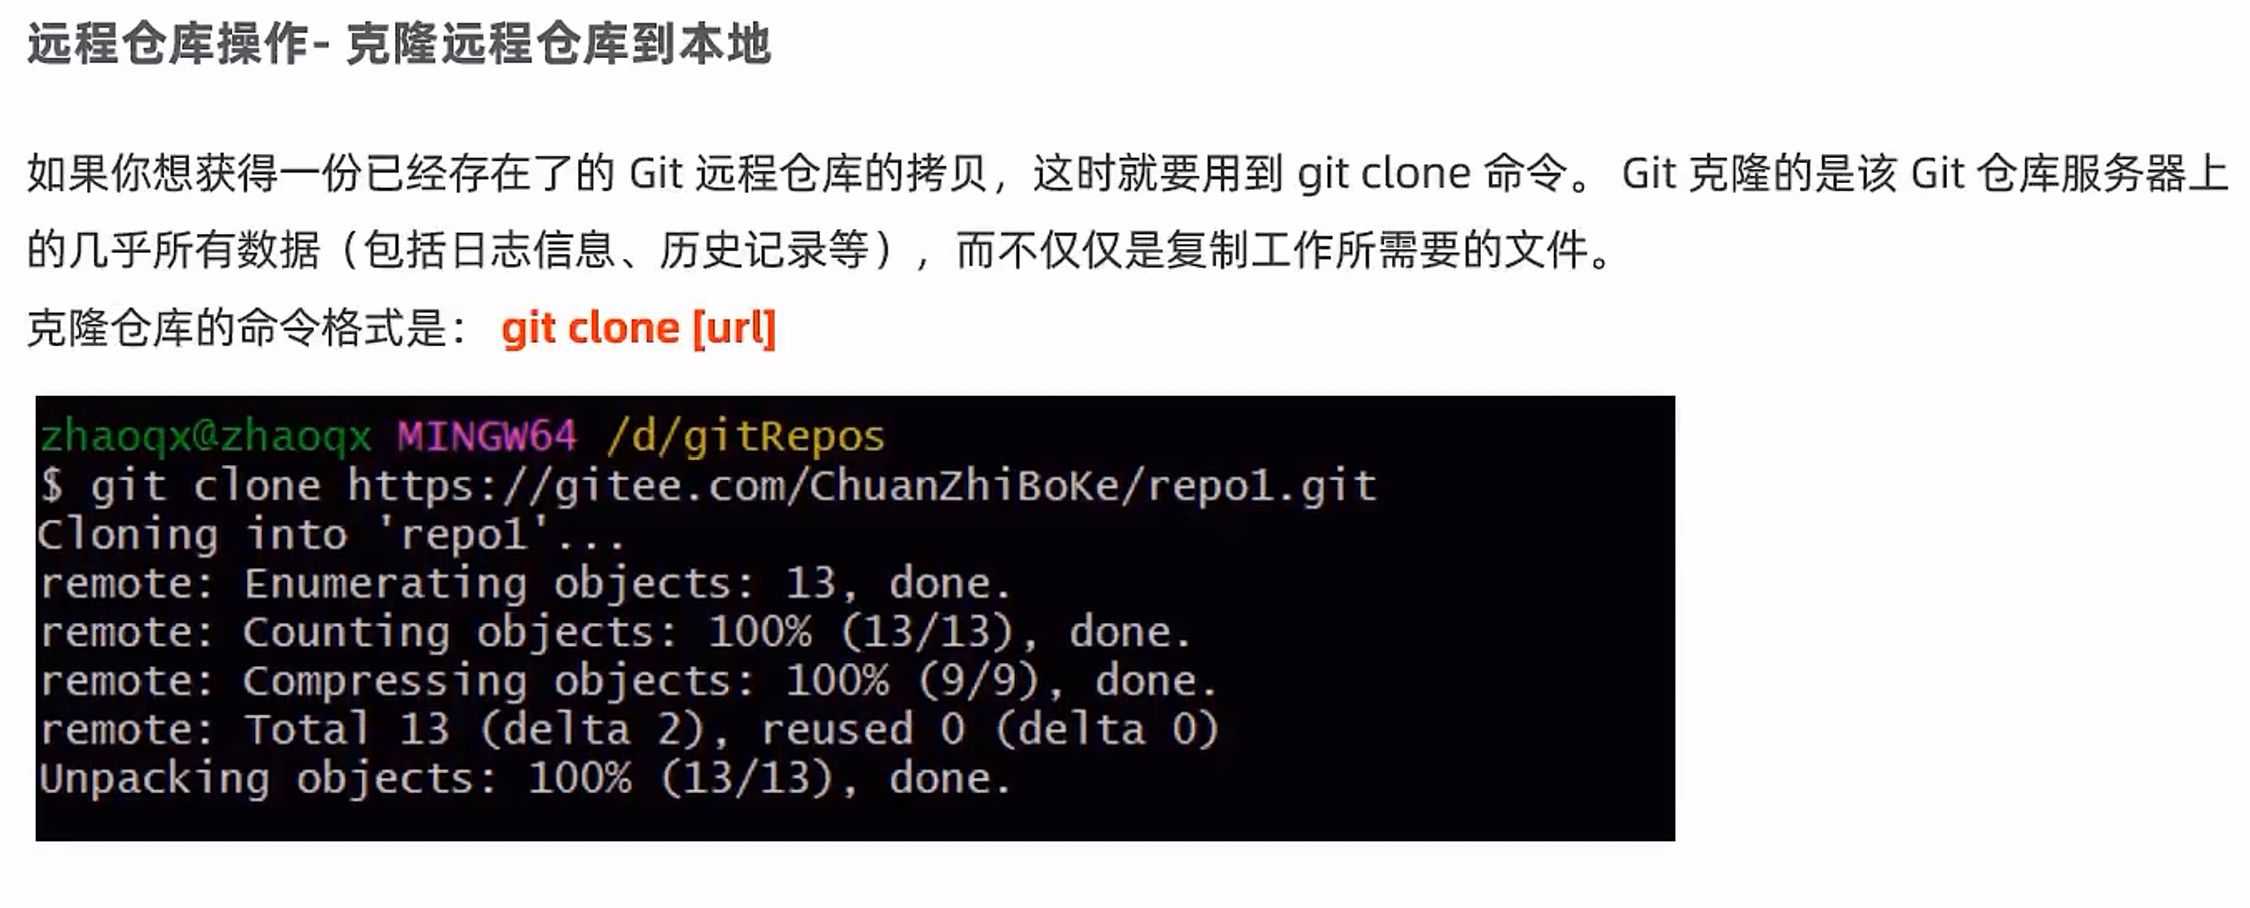 远程仓库操作- 克隆远程仓库到本地
如果你想获得一份已经存在了的 Git 远程仓库的拷贝，这时就要用到 git clone 命令。 Git 克隆的是该 Git 仓库服务器上
的几乎所有数据（包括日志信息、历史记录等），而不仅仅是复制工作所需要的文件。
克隆仓库的命令格式是： git clone [url]
zhaoqx@zhaoqx MINGW64 /d/gitRepos
$ git clone https://gitee.com/ChuanZhiBoKe/repo1.git
Cloning into 'repo1'...
remote: Enumerating objects: 13, done.
remote: Counting objects: 100% (13/13), done.
remote: Compressing objects: 100% (9/9), done.
remote: Total 13 (delta 2), reused 0 (delta 0)
Unpacking objects: 100% (13/13), done.